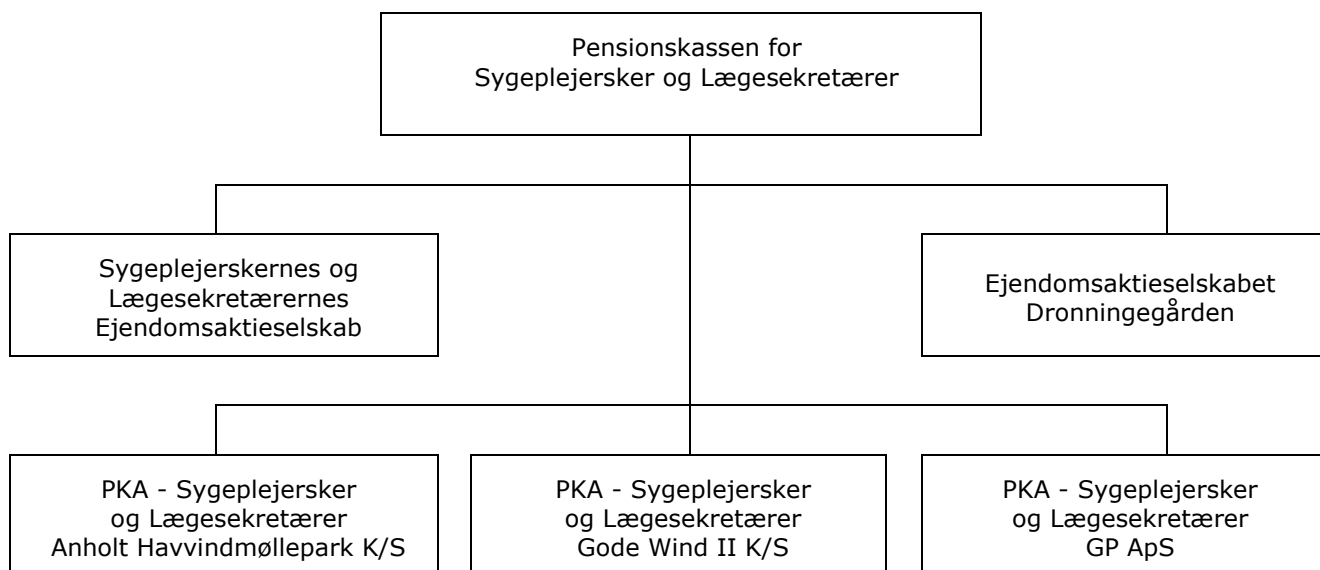 Pensionskassen for
Sygeplejersker og Lægesekretærer
Sygeplejerskernes og
Lægesekretærernes
Ejendomsaktieselskab
Ejendomsaktieselskabet
Dronningegården
PKA - Sygeplejersker
og Lægesekretærer
Anholt Havvindmøllepark K/S
PKA - Sygeplejersker
og Lægesekretærer
Gode Wind II K/S
PKA - Sygeplejersker
og Lægesekretærer
GP ApS